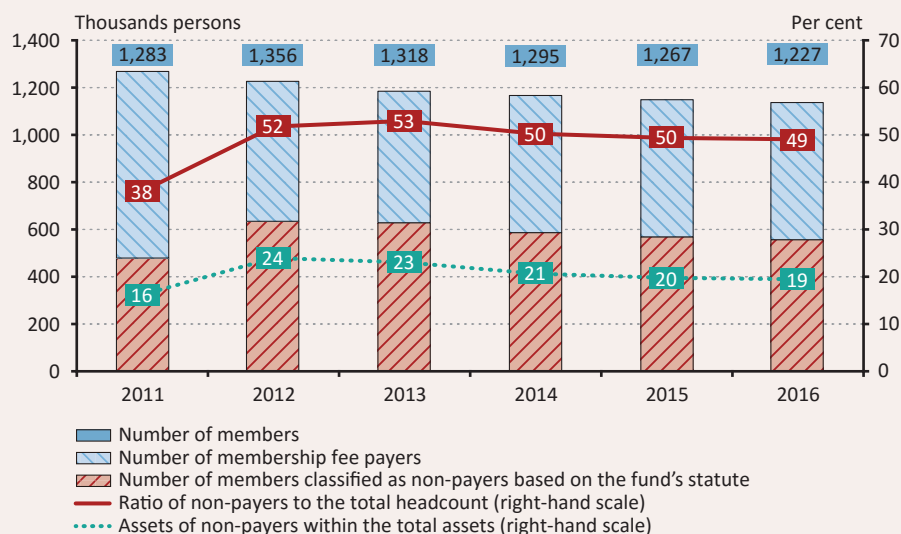 Thousands persons Per cent
1,400 70
1,283 1,356 1,318 1,295 1,267 1,227
1,200 60
1,000 50
52 53 50 50 49
800 40
38
600 30
400 20
24 23 21 20 19
16
200 10
0 0
2011 2012 2013 2014 2015 2016
Number of members
Number of membership fee payers
Number of members classified as non-payers based on the fund's statute
Ratio of non-payers to the total headcount (right-hand scale)
Assets of non-payers within the total assets (right-hand scale)